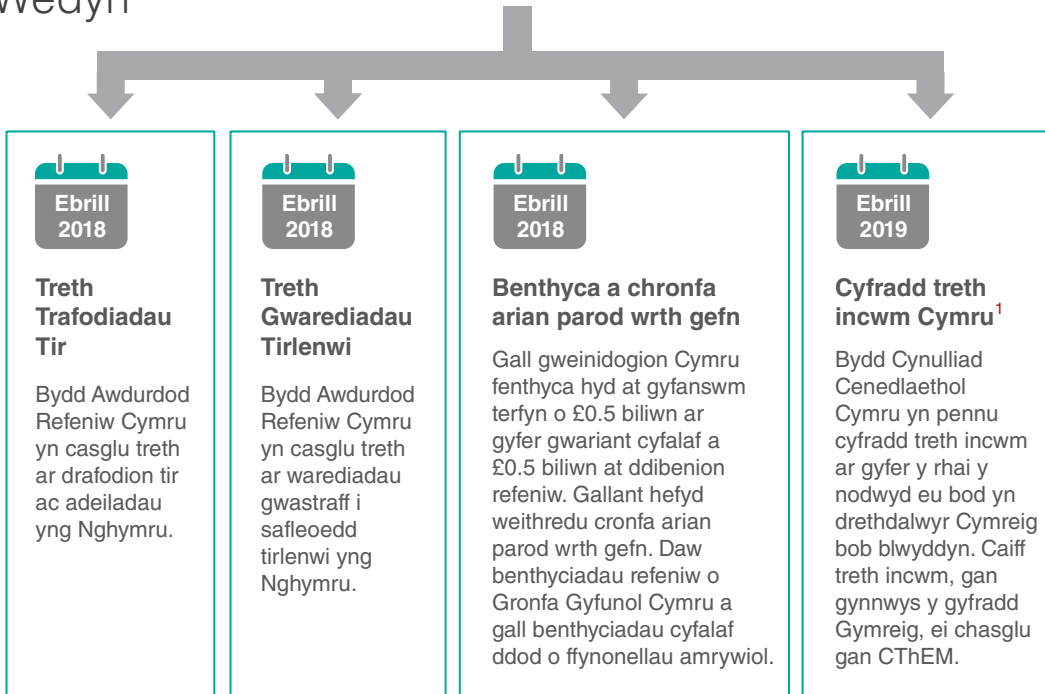 Wedyn
Ebrill
2018
Treth
Trafodiadau
Tir
Bydd Awdurdod
Refeniw Cymru
yn casglu treth
ar drafodion tir
ac adeiladau
yng Nghymru.
Ebrill
2018
Treth
Gwarediadau
Tirlenwi
Bydd Awdurdod
Refeniw Cymru
yn casglu treth
ar warediadau
gwastraff i
safleoedd
tirlenwi yng
Nghymru.
Ebrill
2018
Benthyca a chronfa
arian parod wrth gefn
Gall gweinidogion Cymru
fenthyca hyd at gyfanswm
terfyn o £0.5 biliwn ar
gyfer gwariant cyfalaf a
£0.5 biliwn at ddibenion
refeniw. Gallant hefyd
weithredu cronfa arian
parod wrth gefn. Daw
benthyciadau refeniw o
Gronfa Gyfunol Cymru a
gall benthyciadau cyfalaf
ddod o ffynonellau amrywiol.
Ebrill
2019
Cyfradd treth
incwm Cymru1
Bydd Cynulliad
Cenedlaethol
Cymru yn pennu
cyfradd treth incwm
ar gyfer y rhai y
nodwyd eu bod yn
drethdalwyr Cymreig
bob blwyddyn. Caiff
treth incwm, gan
gynnwys y gyfradd
Gymreig, ei chasglu
gan CThEM.